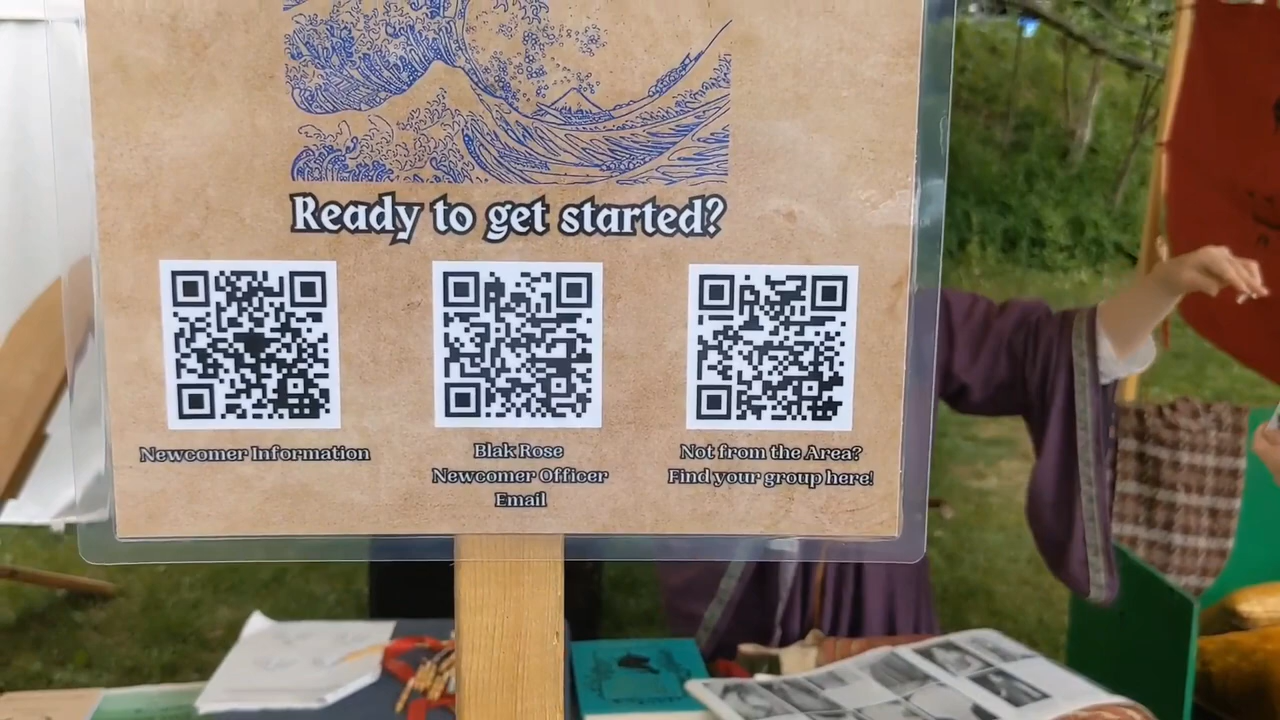 Ready to get started?
Newcomer Information
Blak Rose
Newcomer Officer
Email
Not from the Area?
Find your group here!